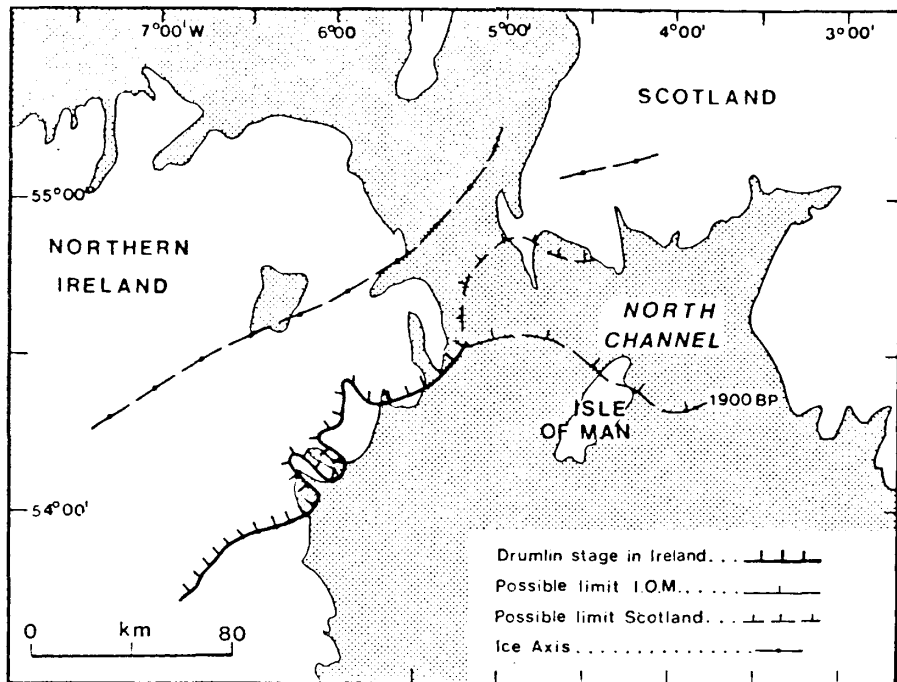 7°00' W
6°00'
5°00'
4°00'
3°00'
SCOTLAND
55°00'
NORTHERN
IRELAND
NORTH
CHANNEL
1900 BP
ISLE
OF MAN
54°00'
Drumlin stage in Ireland....
Possible limit I.O.M.......
Possible limit Scotland....
Ice Axis..............
0 km 80